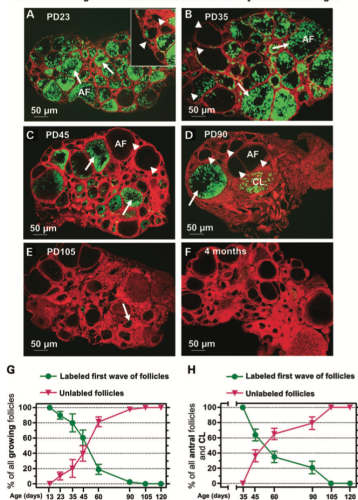 A PD23
AF
50 µm
B PD35
AF
50 µm
C PD45
AF
50 µm
D PD90
AF
CL
50 µm
E PD105
50 µm
F 4 months
50 µm
G
Labeled first wave of follicles
Unlabled follicles
% of all growing follicles
100
80
60
40
20
0
Age (days) 13 23 35 45 60 90 105 120
H
Labeled first wave of follicles
Unlabeled follicles
% of all antral follicles
and CL
100
80
60
40
20
0
Age (days) 35 45 60 90 105 120